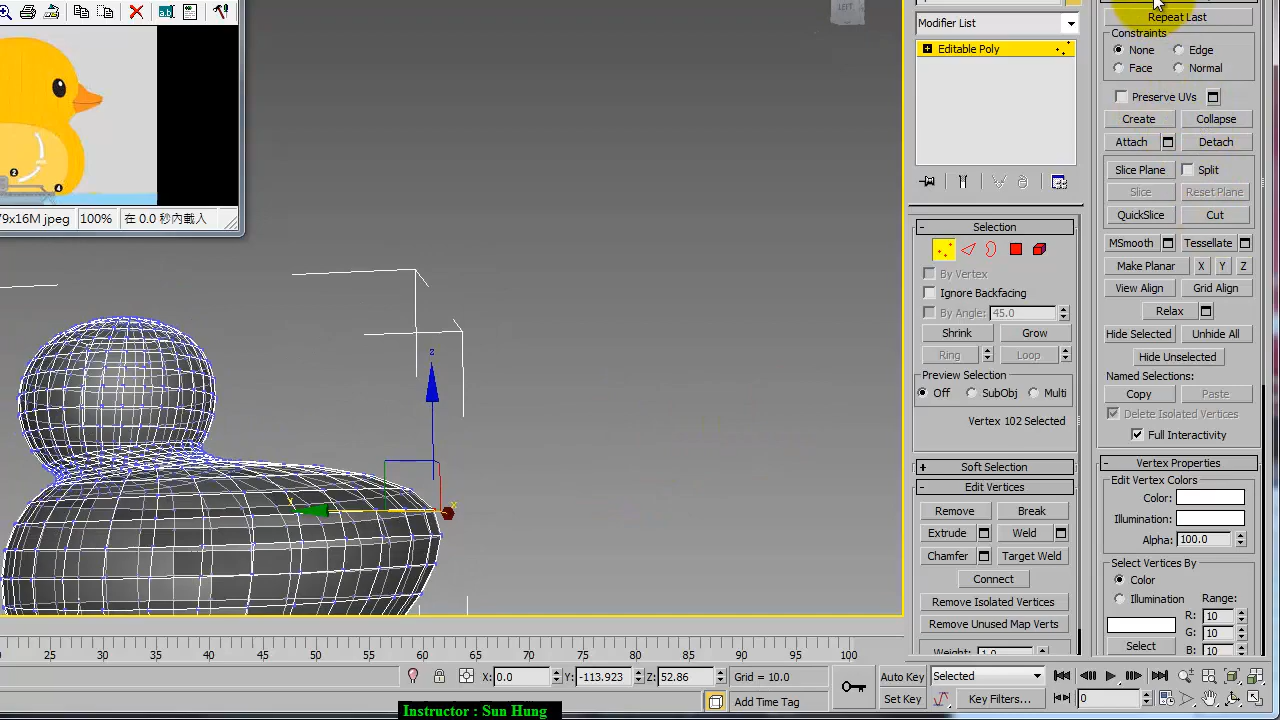 LEFT
79x16M jpeg 100% 在 0.0 秒內載入
2
4
z
x
Modifier List
Editable Poly
Selection
By Vertex
Ignore Backfacing
By Angle: 45.0
Shrink Grow
Ring Loop
Preview Selection
Off SubObj Multi
Vertex 102 Selected
Soft Selection
Edit Vertices
Remove Break
Extrude Weld
Chamfer Target Weld
Connect
Remove Isolated Vertices
Remove Unused Map Verts
Weight: 1.0
Repeat Last
Constraints
None Edge
Face Normal
Preserve UVs
Create Collapse
Attach Detach
Slice Plane Split
Slice Reset Plane
QuickSlice Cut
MSmooth Tessellate
Make Planar X Y Z
View Align Grid Align
Relax
Hide Selected Unhide All
Hide Unselected
Named Selections:
Copy Paste
Delete Isolated Vertices
Full Interactivity
Vertex Properties
Edit Vertex Colors
Color:
Illumination:
Alpha: 100.0
Select Vertices By
Color
Illumination Range:
R: 10
G: 10
Select B: 10
30 35 40 45 50 55 60 65 70 75 80 85 90 95 100
X: 0.0 Y: -113.923 Z: 52.86 Grid = 10.0
Add Time Tag
Auto Key Selected
Set Key Key Filters... 0
Instructor : Sun Hung